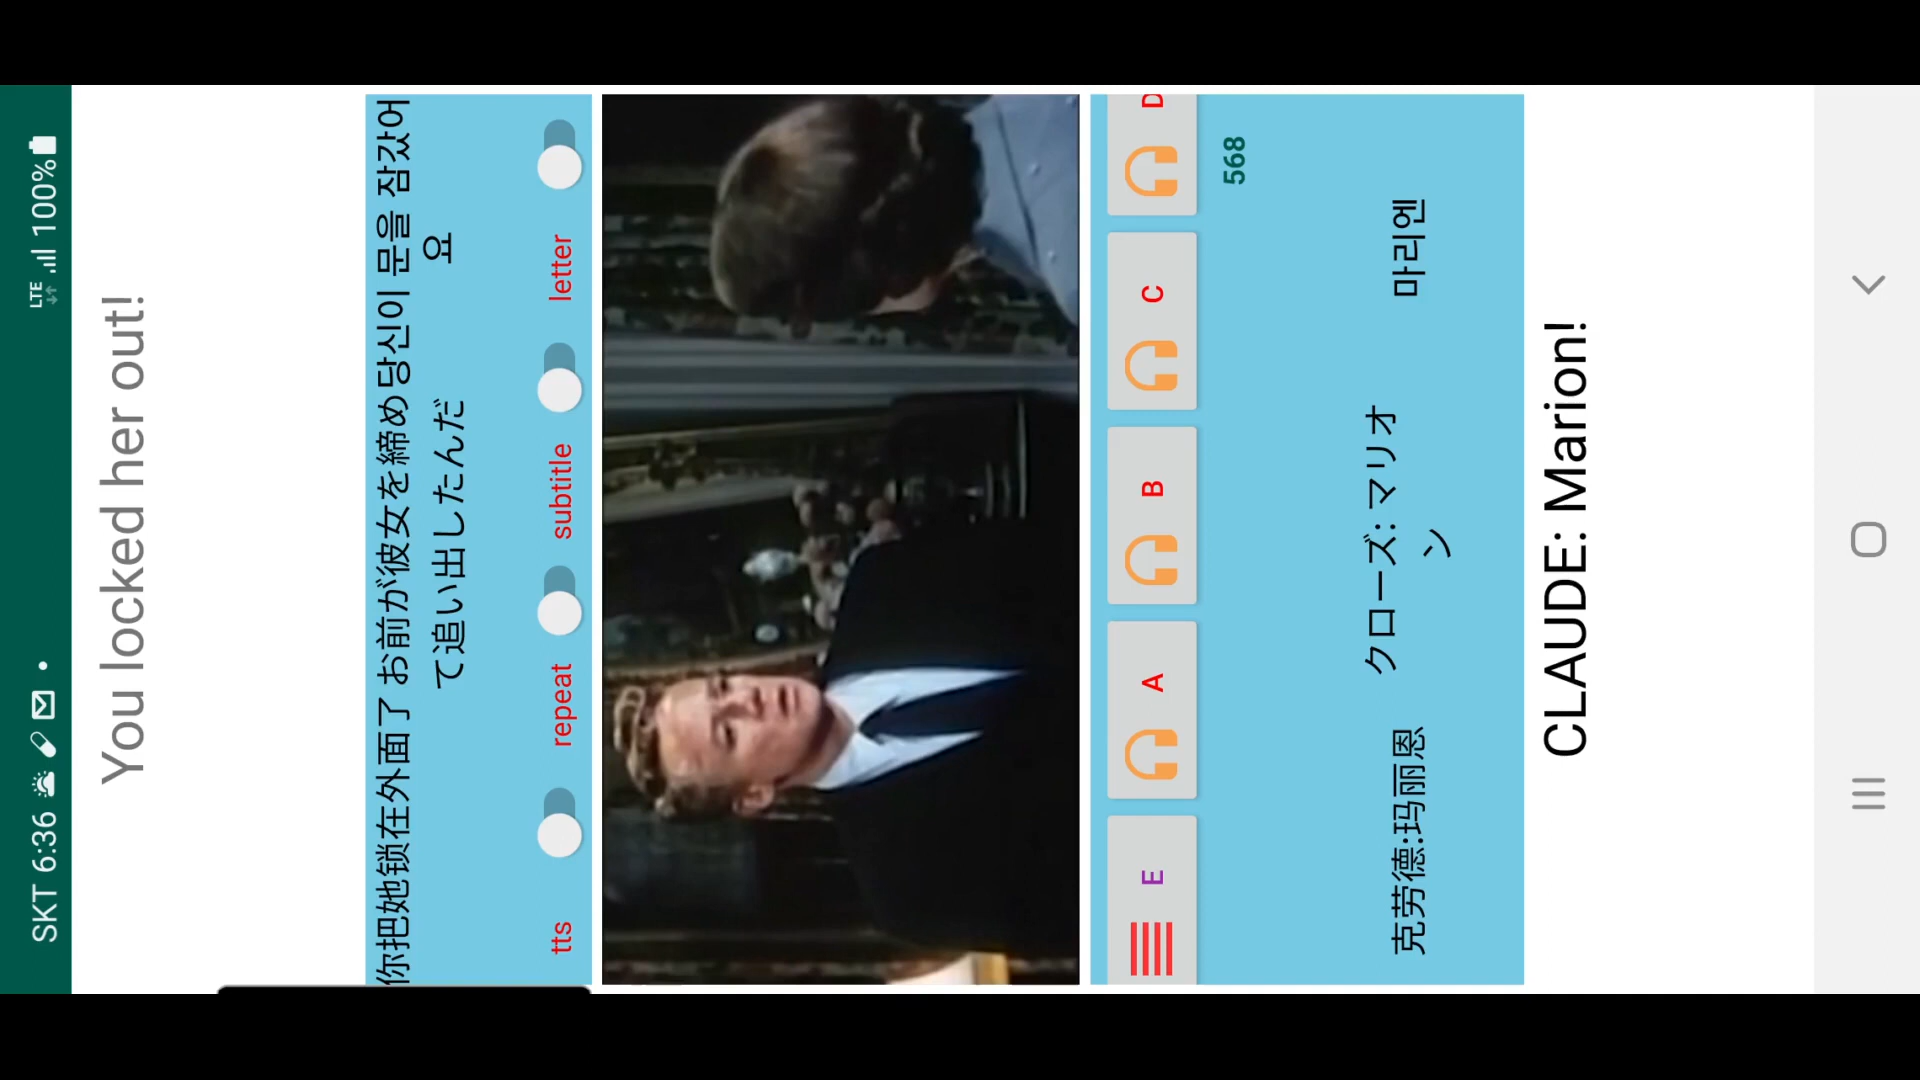 SKT 6:36
LTE
100%
You locked her out!
你把她锁在外面了
お前が彼女を締め
て追い出したんだ
당신이 문을 잠갔어
요
tts
repeat
subtitle
letter
E
A
B
C
D
568
克劳德:玛丽恩
クローズ: マリオ
ン
마리엔
CLAUDE: Marion!